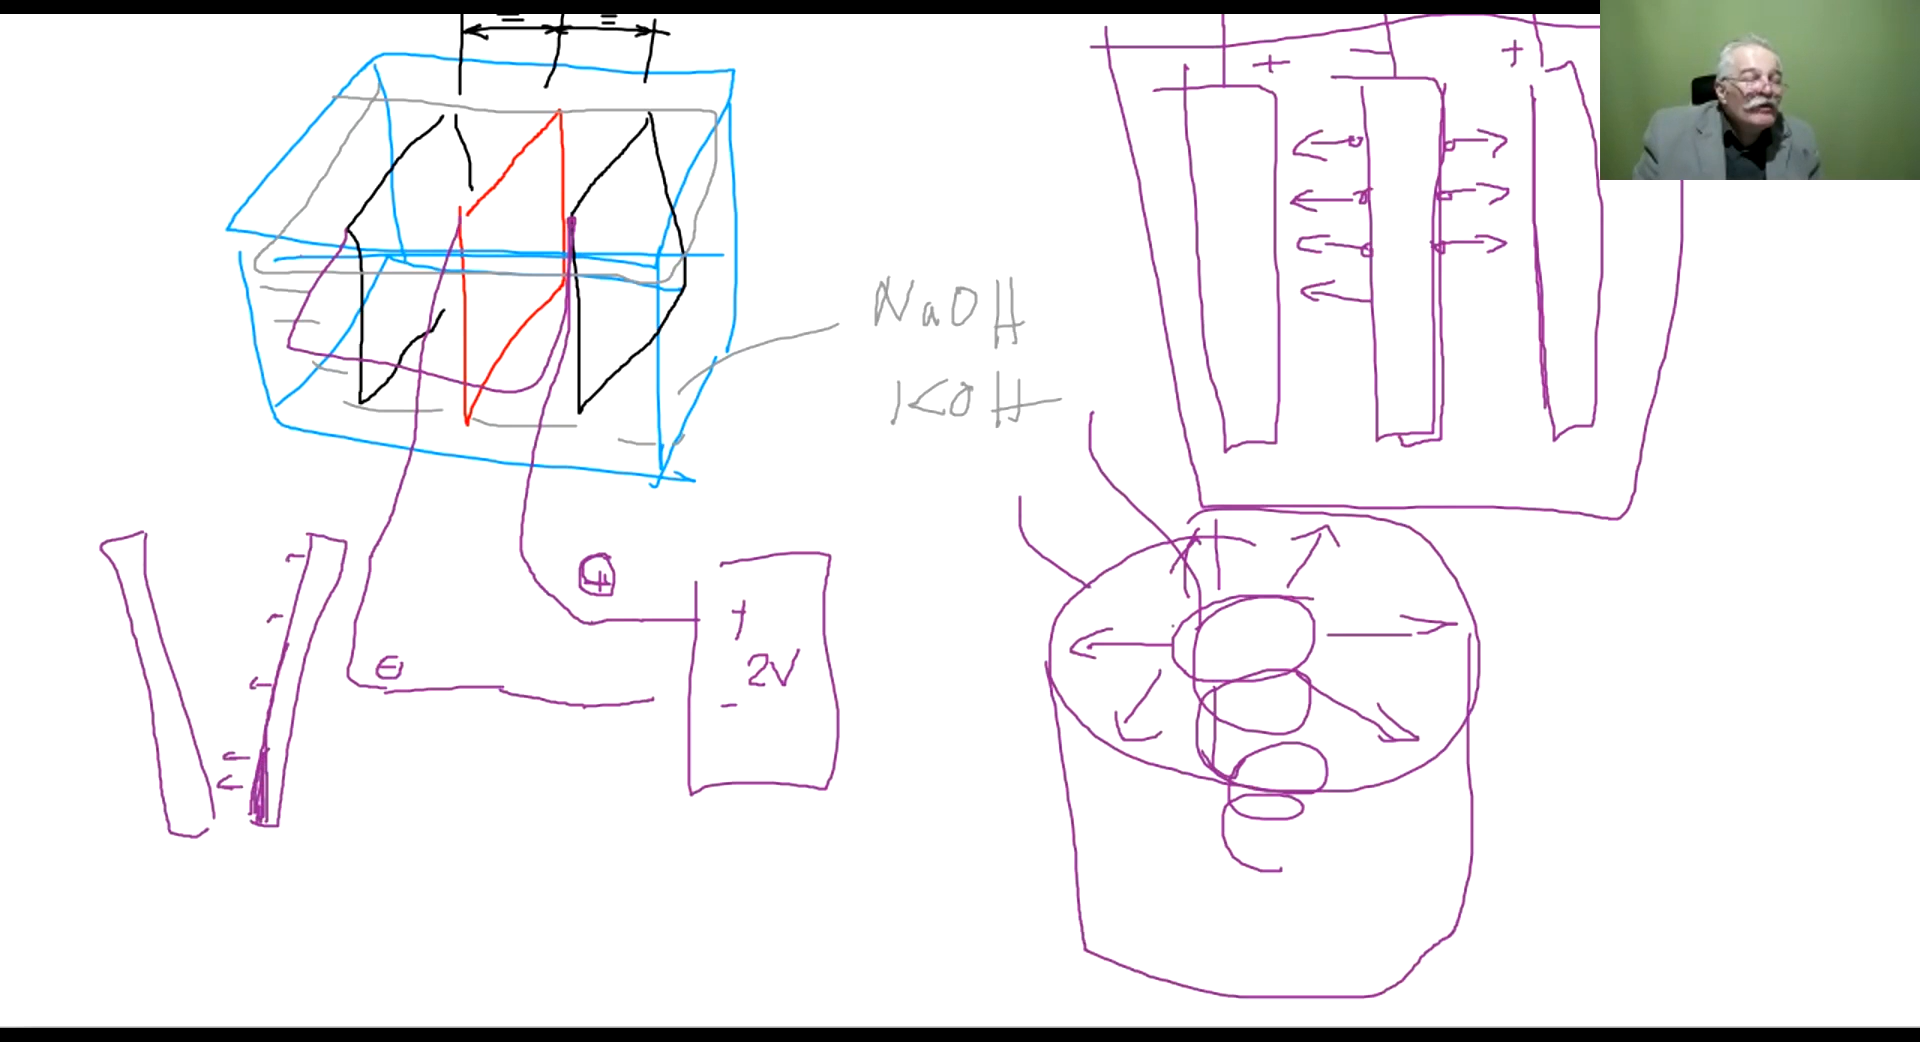 = =
+ - +
NaOH
KOH
+
+
2V
⊖
-